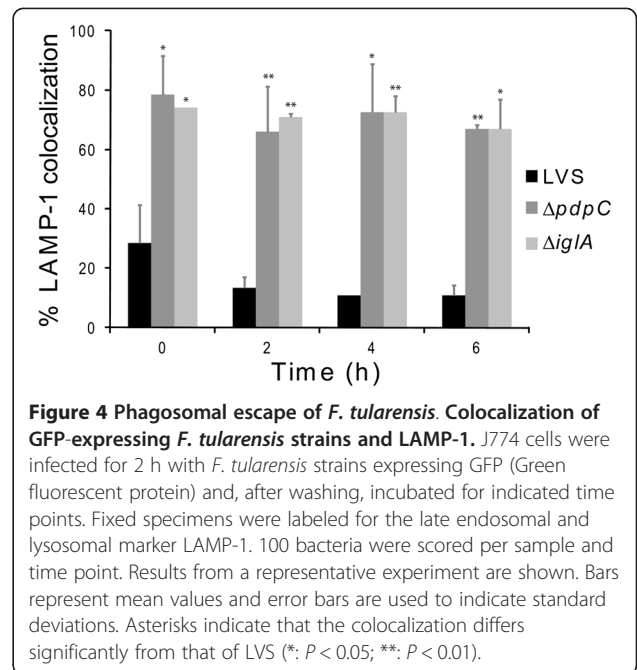 % LAMP-1 colocalization
100
80
60
40
20
0
* *
** **
* **
** *
LVS
ΔpdpC
ΔiglA
0 2 4 6
Time (h)
Figure 4 Phagosomal escape of F. tularensis. Colocalization of
GFP-expressing F. tularensis strains and LAMP-1. J774 cells were
infected for 2 h with F. tularensis strains expressing GFP (Green
fluorescent protein) and, after washing, incubated for indicated time
points. Fixed specimens were labeled for the late endosomal and
lysosomal marker LAMP-1. 100 bacteria were scored per sample and
time point. Results from a representative experiment are shown. Bars
represent mean values and error bars are used to indicate standard
deviations. Asterisks indicate that the colocalization differs
significantly from that of LVS (*: P < 0.05; **: P < 0.01).